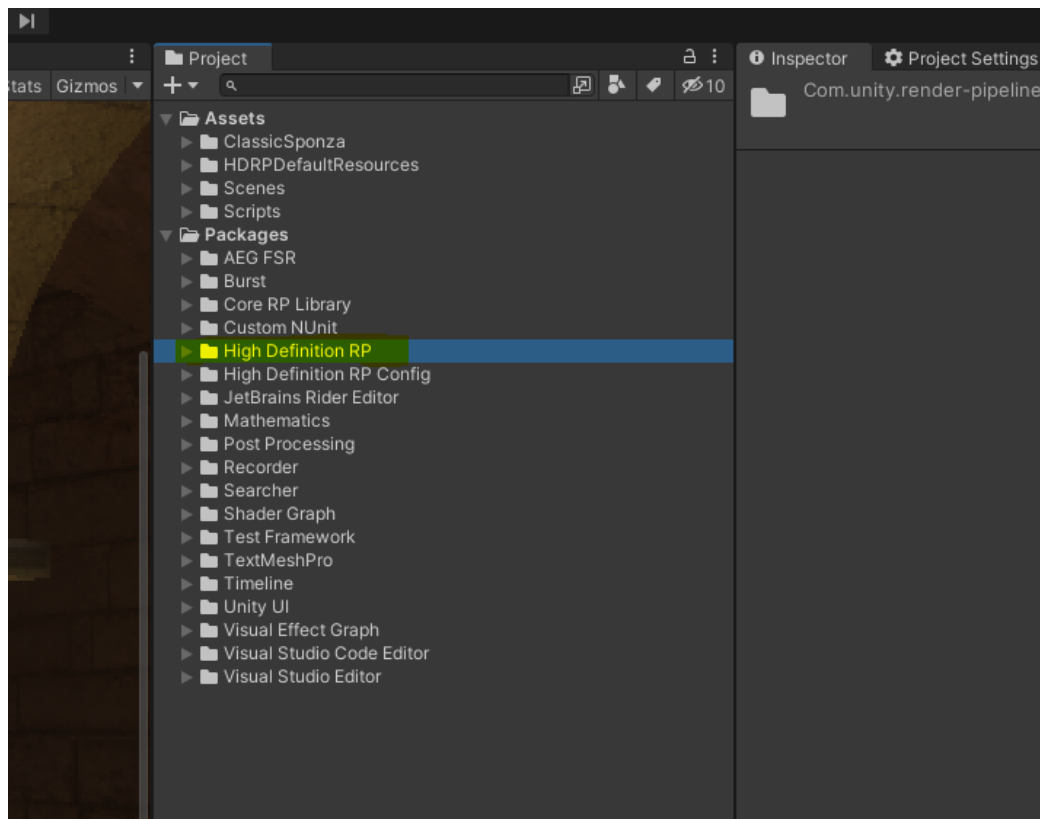 Stats Gizmos
Project
10
Assets
ClassicSponza
HDRPDefaultResources
Scenes
Scripts
Packages
AEG FSR
Burst
Core RP Library
Custom NUnit
High Definition RP
High Definition RP Config
JetBrains Rider Editor
Mathematics
Post Processing
Recorder
Searcher
Shader Graph
Test Framework
TextMeshPro
Timeline
Unity UI
Visual Effect Graph
Visual Studio Code Editor
Visual Studio Editor
Inspector Project Settings
Com.unity.render-pipeline